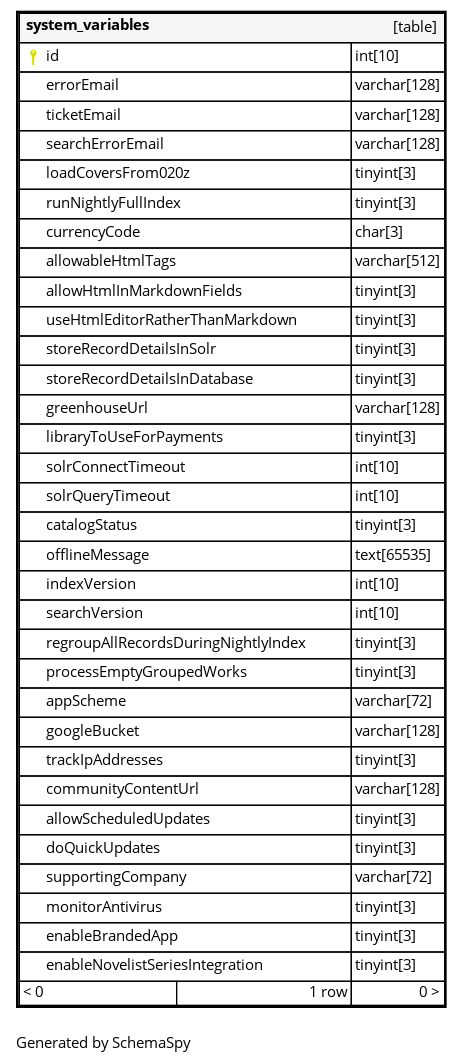 system_variables [table]
id int[10]
errorEmail varchar[128]
ticketEmail varchar[128]
searchErrorEmail varchar[128]
loadCoversFrom020z tinyint[3]
runNightlyFullIndex tinyint[3]
currencyCode char[3]
allowableHtmlTags varchar[512]
allowHtmlInMarkdownFields tinyint[3]
useHtmlEditorRatherThanMarkdown tinyint[3]
storeRecordDetailsInSolr tinyint[3]
storeRecordDetailsInDatabase tinyint[3]
greenhouseUrl varchar[128]
libraryToUseForPayments tinyint[3]
solrConnectTimeout int[10]
solrQueryTimeout int[10]
catalogStatus tinyint[3]
offlineMessage text[65535]
indexVersion int[10]
searchVersion int[10]
regroupAllRecordsDuringNightlyIndex tinyint[3]
processEmptyGroupedWorks tinyint[3]
appScheme varchar[72]
googleBucket varchar[128]
trackIpAddresses tinyint[3]
communityContentUrl varchar[128]
allowScheduledUpdates tinyint[3]
doQuickUpdates tinyint[3]
supportingCompany varchar[72]
monitorAntivirus tinyint[3]
enableBrandedApp tinyint[3]
enableNovelistSeriesIntegration tinyint[3]
< 0 1 row 0 >
Generated by SchemaSpy